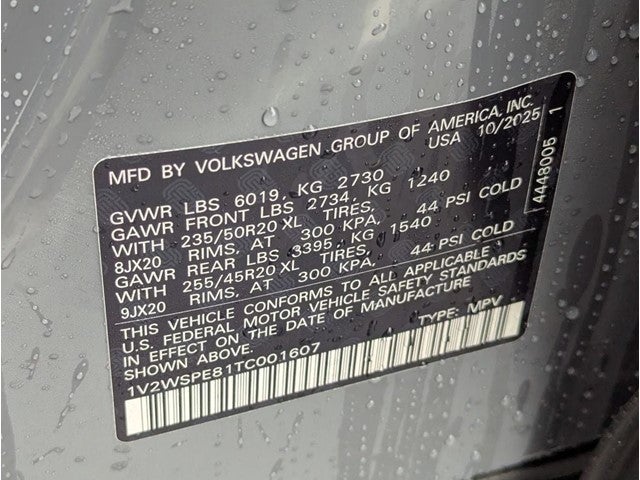 MFD BY VOLKSWAGEN GROUP OF AMERICA, INC.
USA 10/2025
GVWR LBS 6019, KG 2730
GAWR FRONT LBS 2734, KG 1240
WITH 235/50R20 XL TIRES.
8JX20 RIMS. AT 300 KPA. 44 PSI COLD
GAWR REAR LBS 3395, KG 1540
WITH 255/45R20 XL TIRES.
9JX20 RIMS. AT 300 KPA. 44 PSI COLD
THIS VEHICLE CONFORMS TO ALL APPLICABLE
U.S. FEDERAL MOTOR VEHICLE SAFETY STANDARDS
IN EFFECT ON THE DATE OF MANUFACTURE
SHOWN ABOVE.
TYPE: MPV
1V2WSPE81TC001607
4448005 1